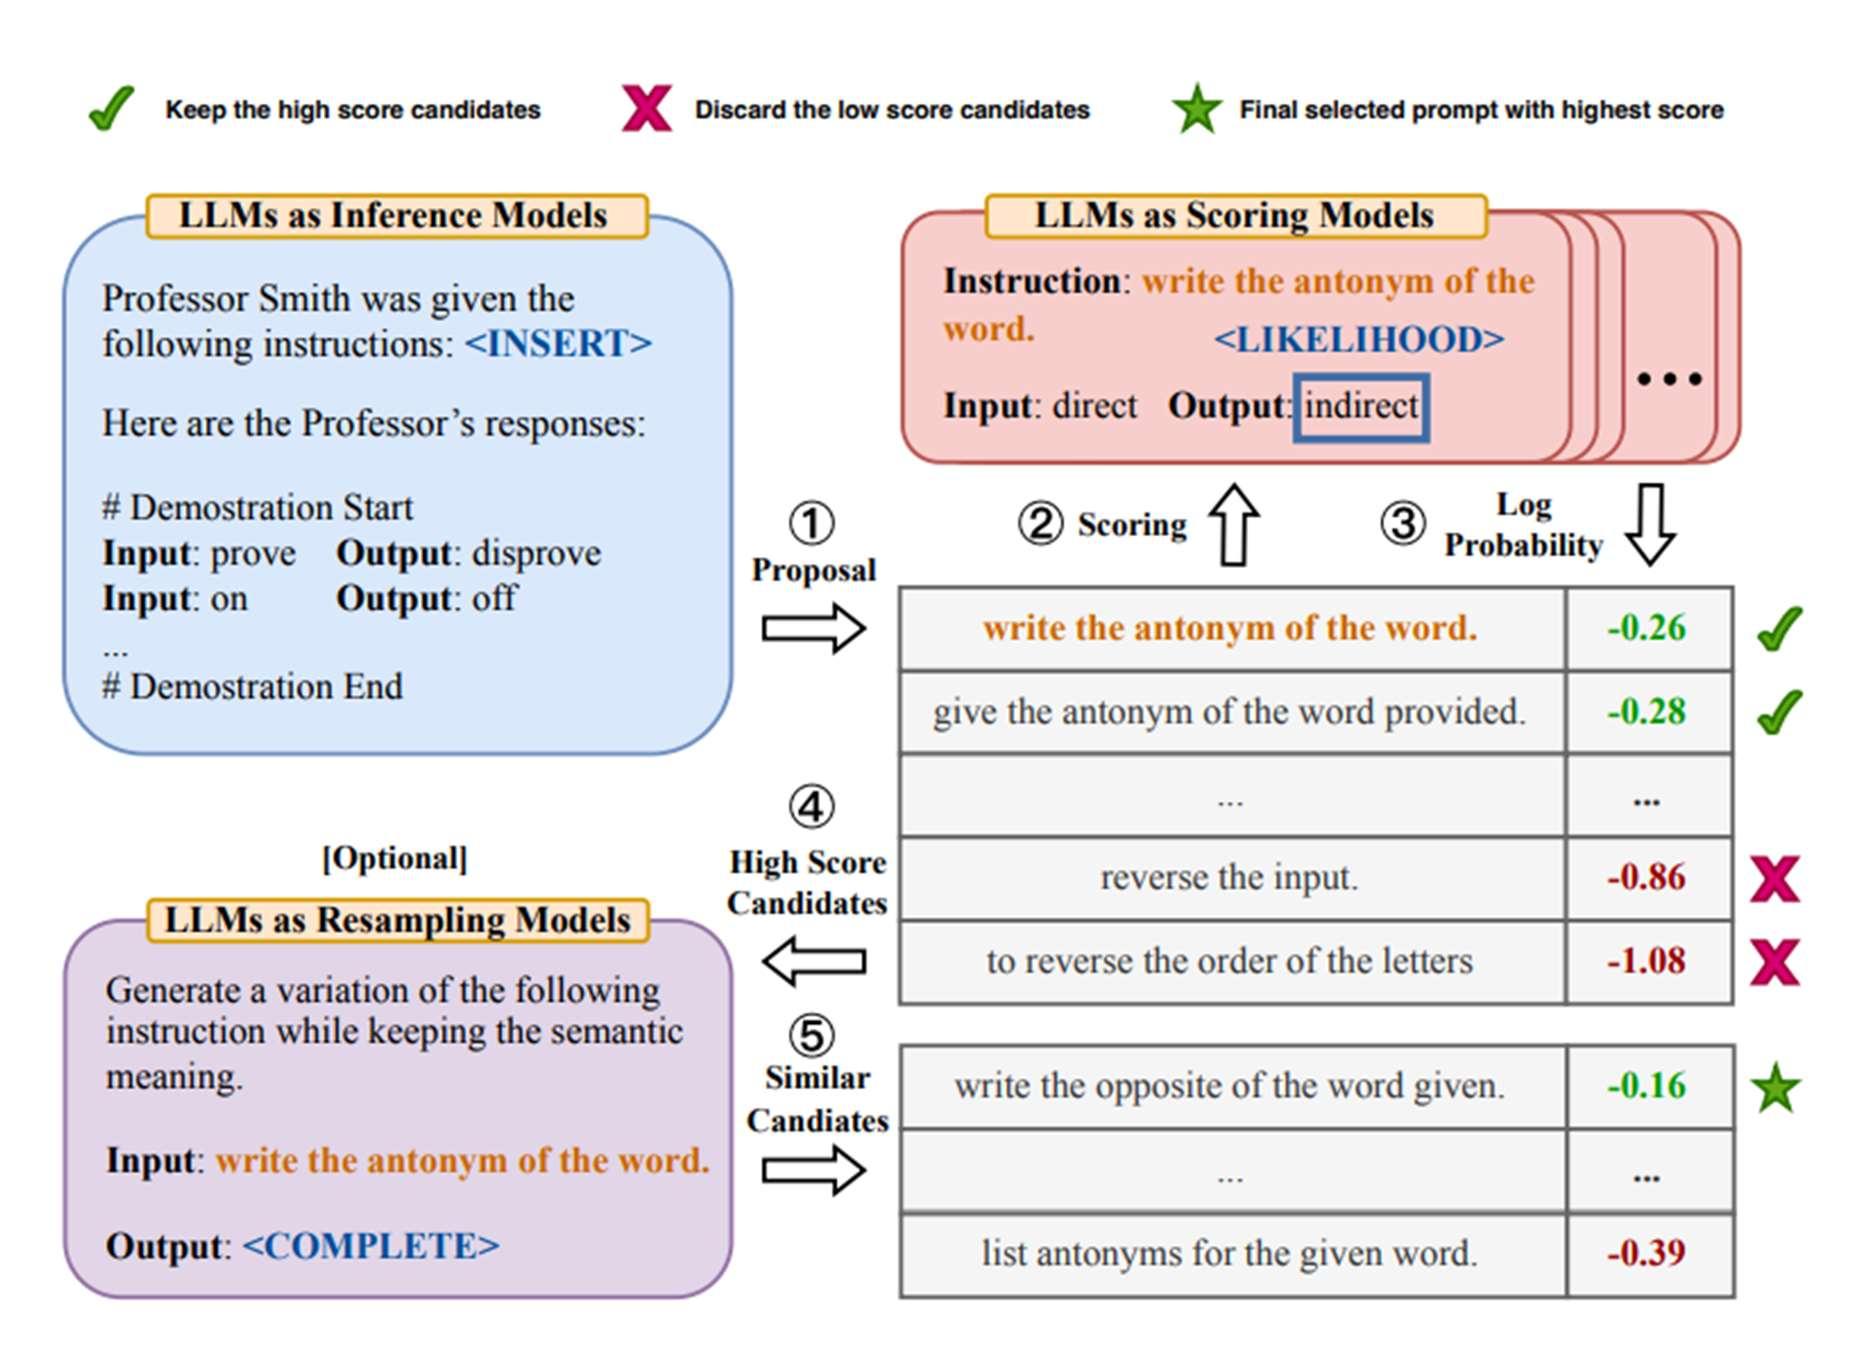 Keep the high score candidates
Discard the low score candidates
Final selected prompt with highest score
LLMs as Inference Models
Professor Smith was given the
following instructions: <INSERT>
Here are the Professor’s responses:
# Demostration Start
Input: prove Output: disprove
Input: on Output: off
...
# Demostration End
LLMs as Scoring Models
Instruction: write the antonym of the
word.
<LIKELIHOOD>
Input: direct Output: indirect
...
① Proposal
② Scoring
③ Log
Probability
write the antonym of the word. -0.26
give the antonym of the word provided. -0.28
... ...
reverse the input. -0.86
to reverse the order of the letters -1.08
④
High Score
Candidates
[Optional]
LLMs as Resampling Models
Generate a variation of the following
instruction while keeping the semantic
meaning.
Input: write the antonym of the word.
Output: <COMPLETE>
⑤
Similar
Candiates
write the opposite of the word given. -0.16
... ...
list antonyms for the given word. -0.39